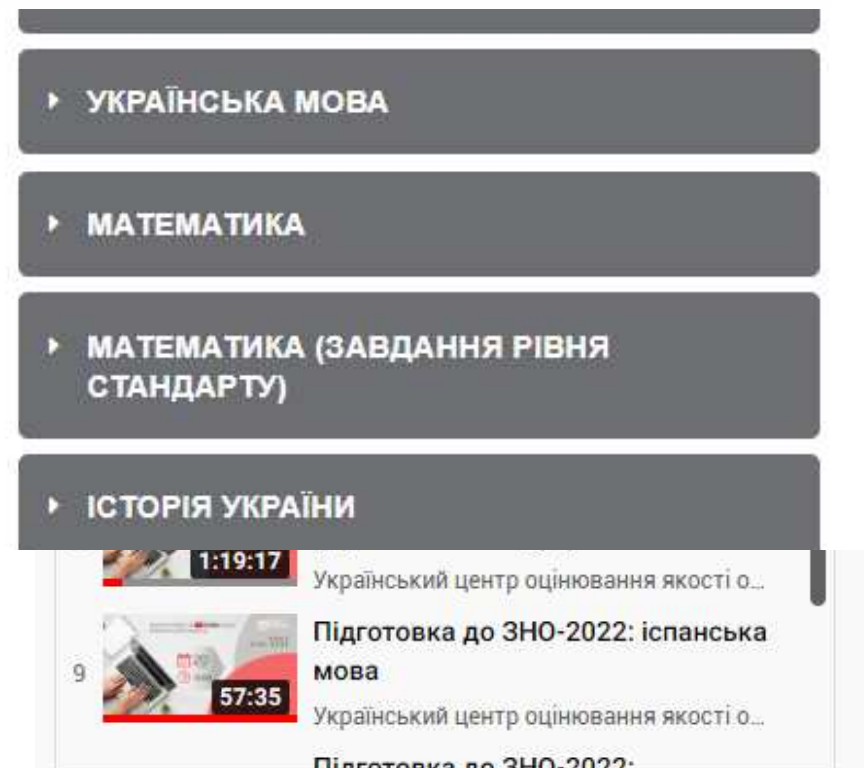 УКРАЇНСЬКА МОВА
МАТЕМАТИКА
МАТЕМАТИКА (ЗАВДАННЯ РІВНЯ
СТАНДАРТУ)
ІСТОРІЯ УКРАЇНИ
1:19:17
Український центр оцінювання якості о...
9
57:35
Підготовка до ЗНО-2022: іспанська
мова
Український центр оцінювання якості о...
Підготовка до ЗНО-2022: